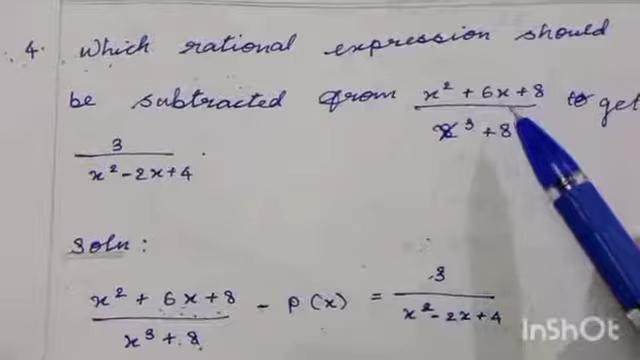 4. Which rational expression should
be subtracted from x² + 6x + 8 / x³ + 8 to get
3 / x² - 2x + 4 .
Soln :
x² + 6x + 8 / x³ + 8 - P(x) = 3 / x² - 2x + 4
InShOt